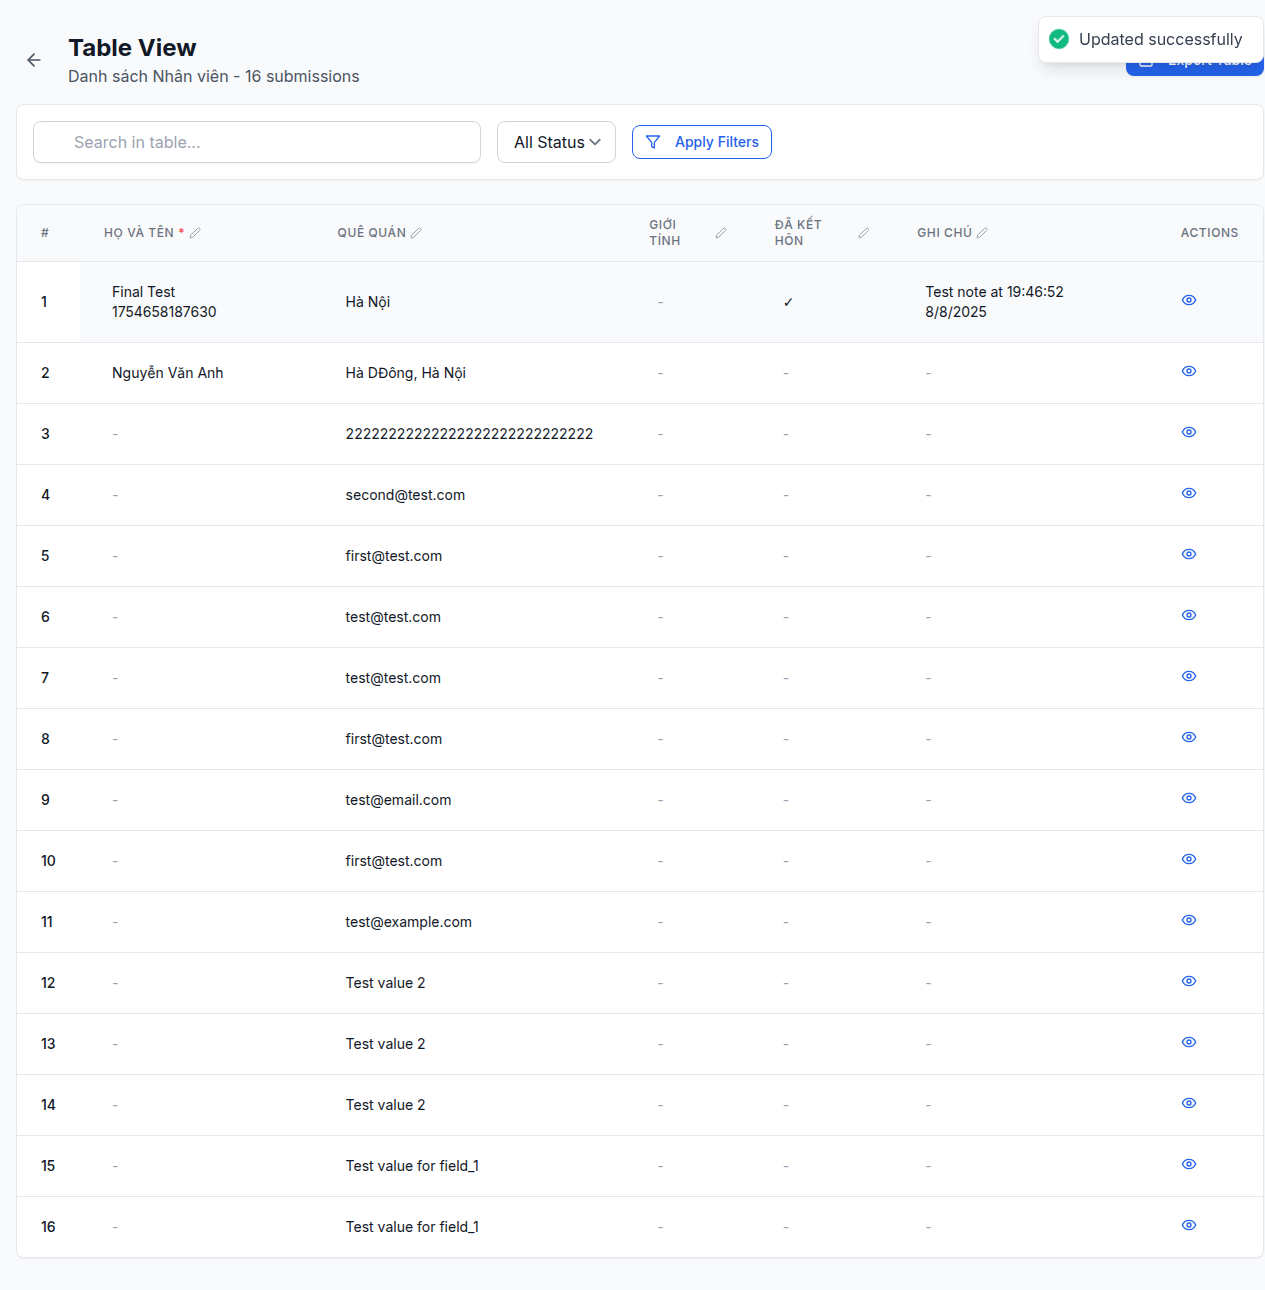 Table View
Danh sách Nhân viên - 16 submissions
Updated successfully
Search in table...
All Status
Apply Filters
# HỌ VÀ TÊN * QUÊ QUÁN GIỚI TÍNH ĐÃ KẾT HÔN GHI CHÚ ACTIONS
1 Final Test 1754658187630 Hà Nội - ✓ Test note at 19:46:52 8/8/2025
2 Nguyễn Văn Anh Hà DĐông, Hà Nội - - -
3 - 22222222222222222222222222222 - - -
4 - second@test.com - - -
5 - first@test.com - - -
6 - test@test.com - - -
7 - test@test.com - - -
8 - first@test.com - - -
9 - test@email.com - - -
10 - first@test.com - - -
11 - test@example.com - - -
12 - Test value 2 - - -
13 - Test value 2 - - -
14 - Test value 2 - - -
15 - Test value for field_1 - - -
16 - Test value for field_1 - - -